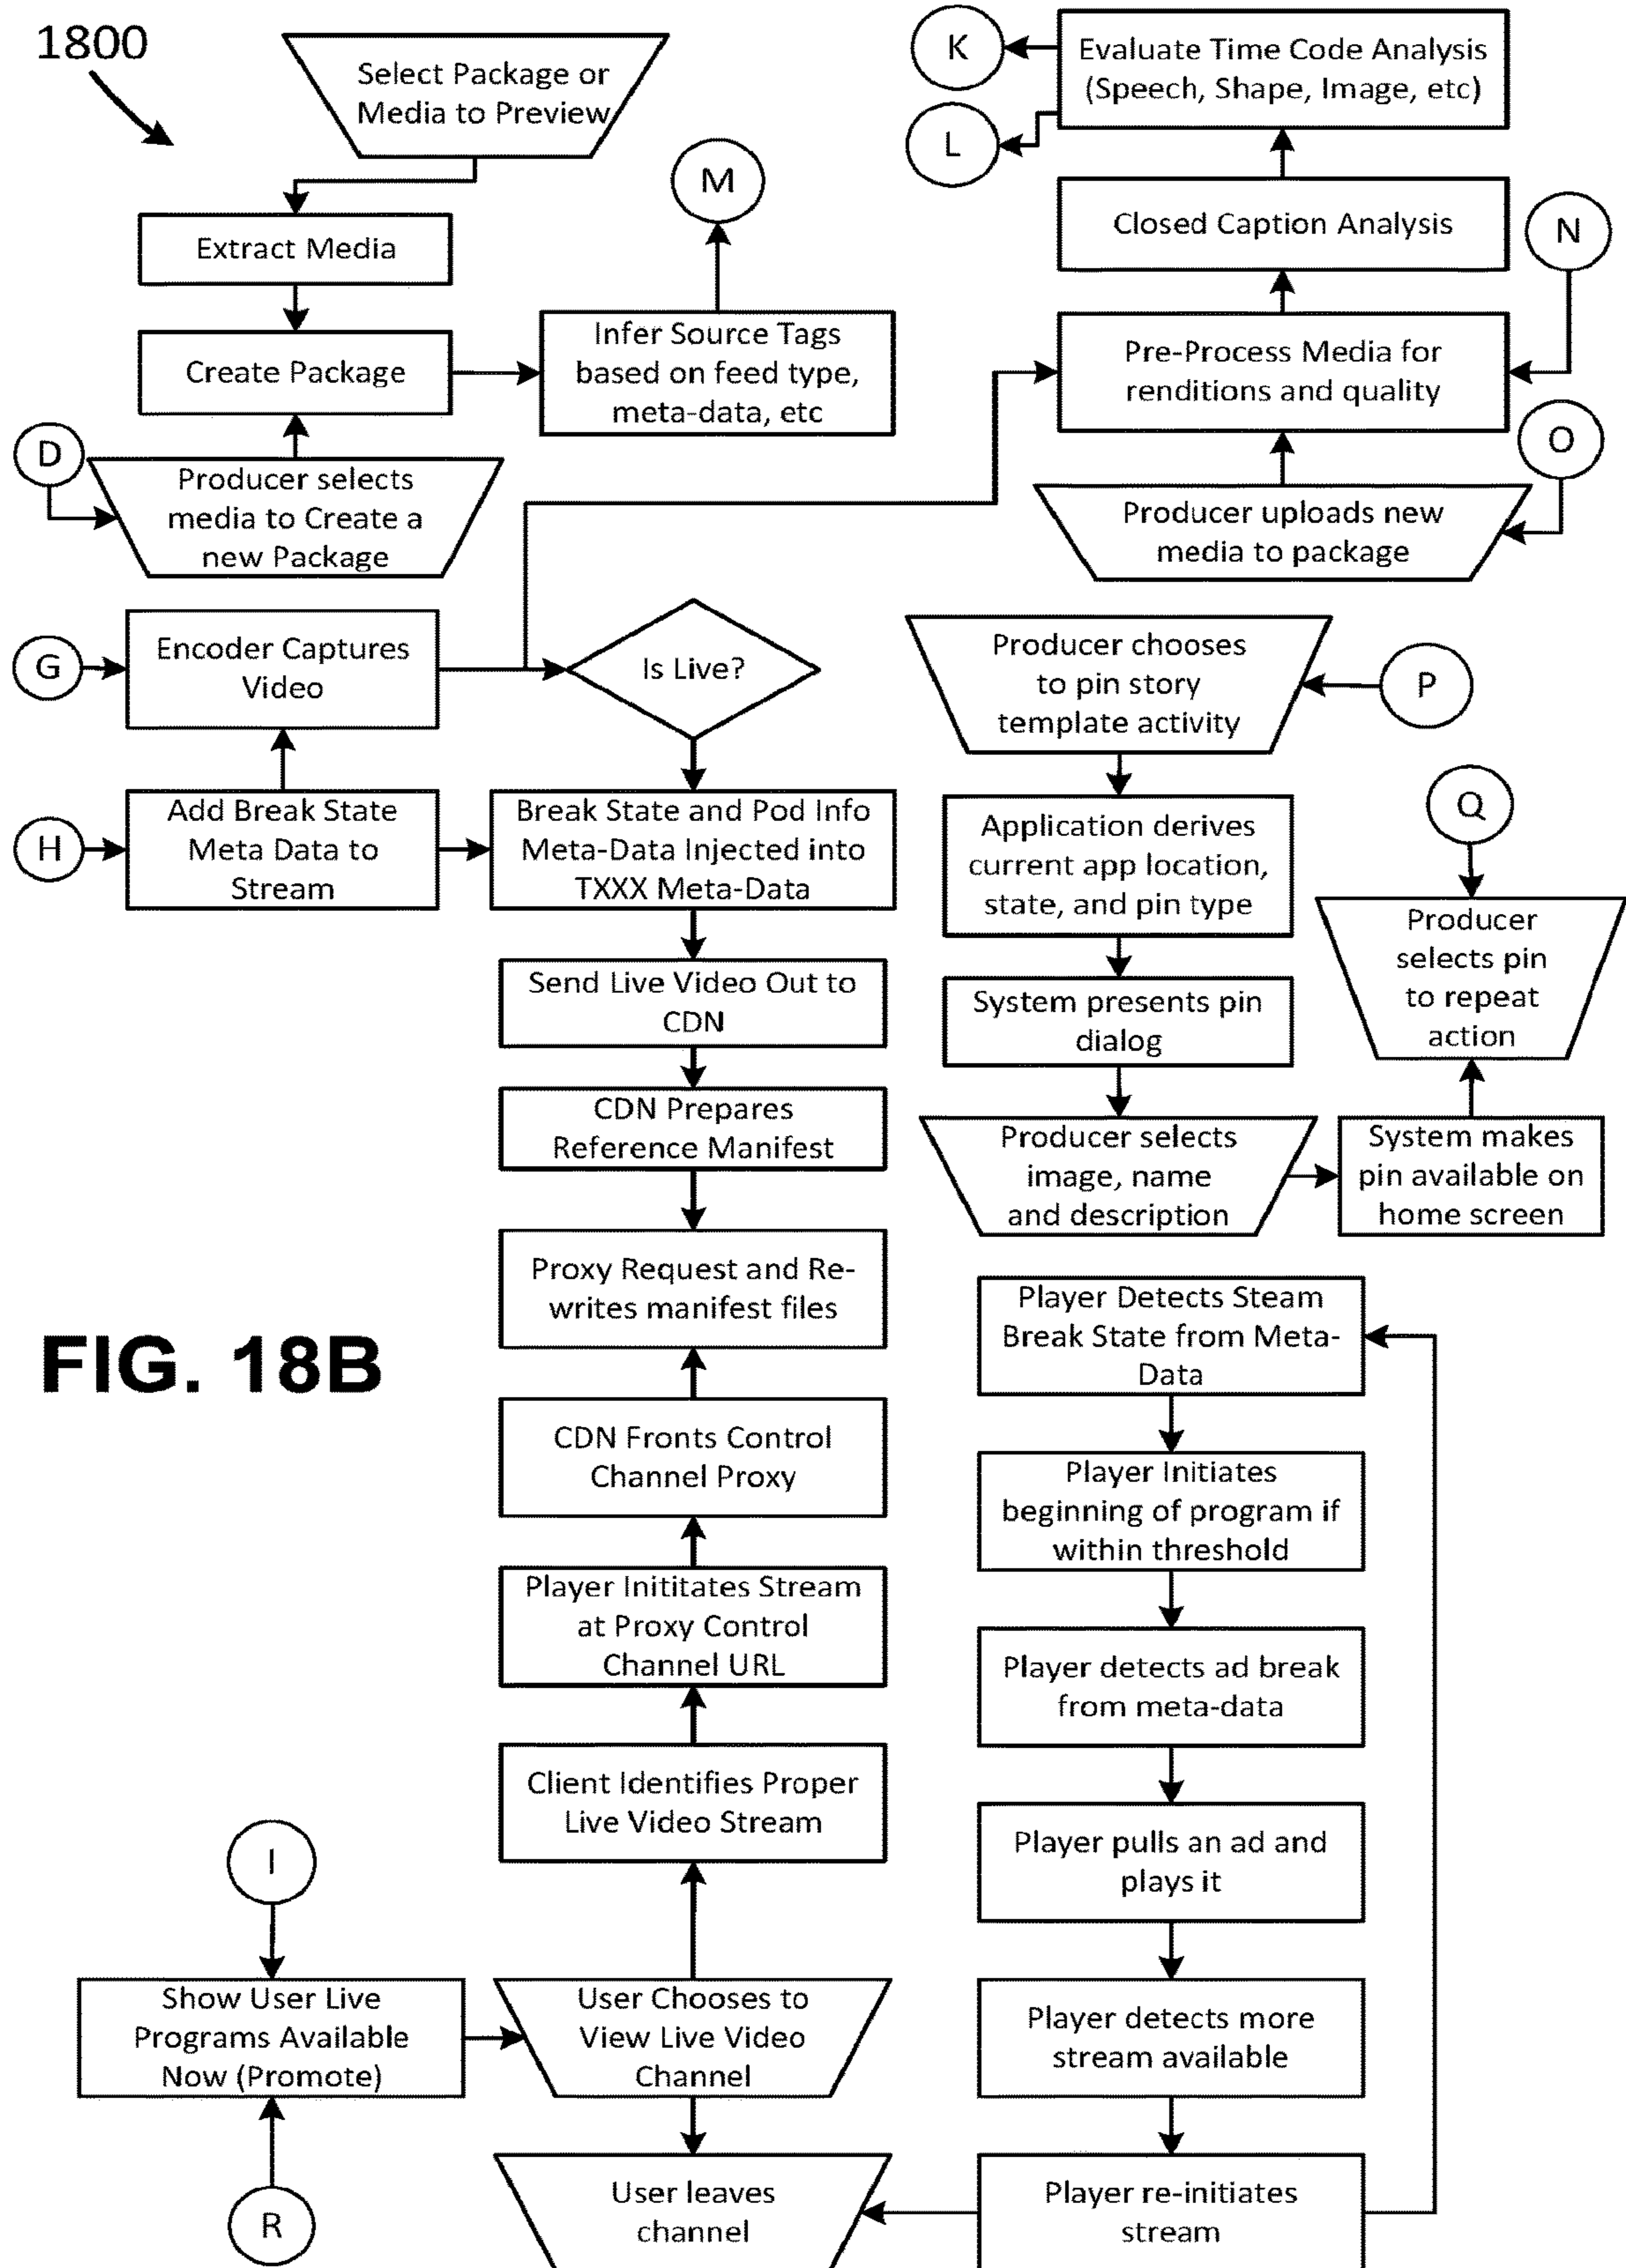 1800
Select Package or
Media to Preview
Extract Media
Create Package
M
Infer Source Tags
based on feed type,
meta-data, etc
D
Producer selects
media to Create a
new Package
K
Evaluate Time Code Analysis
(Speech, Shape, Image, etc)
L
Closed Caption Analysis
N
Pre-Process Media for
renditions and quality
O
Producer uploads new
media to package
G
Encoder Captures
Video
Is Live?
H
Add Break State
Meta Data to
Stream
Break State and Pod Info
Meta-Data Injected into
TXXX Meta-Data
Send Live Video Out to
CDN
CDN Prepares
Reference Manifest
Proxy Request and Re-
writes manifest files
CDN Fronts Control
Channel Proxy
Player Inititates Stream
at Proxy Control
Channel URL
Client Identifies Proper
Live Video Stream
I
Show User Live
Programs Available
Now (Promote)
R
User Chooses to
View Live Video
Channel
User leaves
channel
Producer chooses
to pin story
template activity
P
Application derives
current app location,
state, and pin type
System presents pin
dialog
Producer selects
image, name
and description
System makes
pin available on
home screen
Q
Producer
selects pin
to repeat
action
Player Detects Steam
Break State from Meta-
Data
Player Initiates
beginning of program if
within threshold
Player detects ad break
from meta-data
Player pulls an ad and
plays it
Player detects more
stream available
Player re-initiates
stream
FIG. 18B